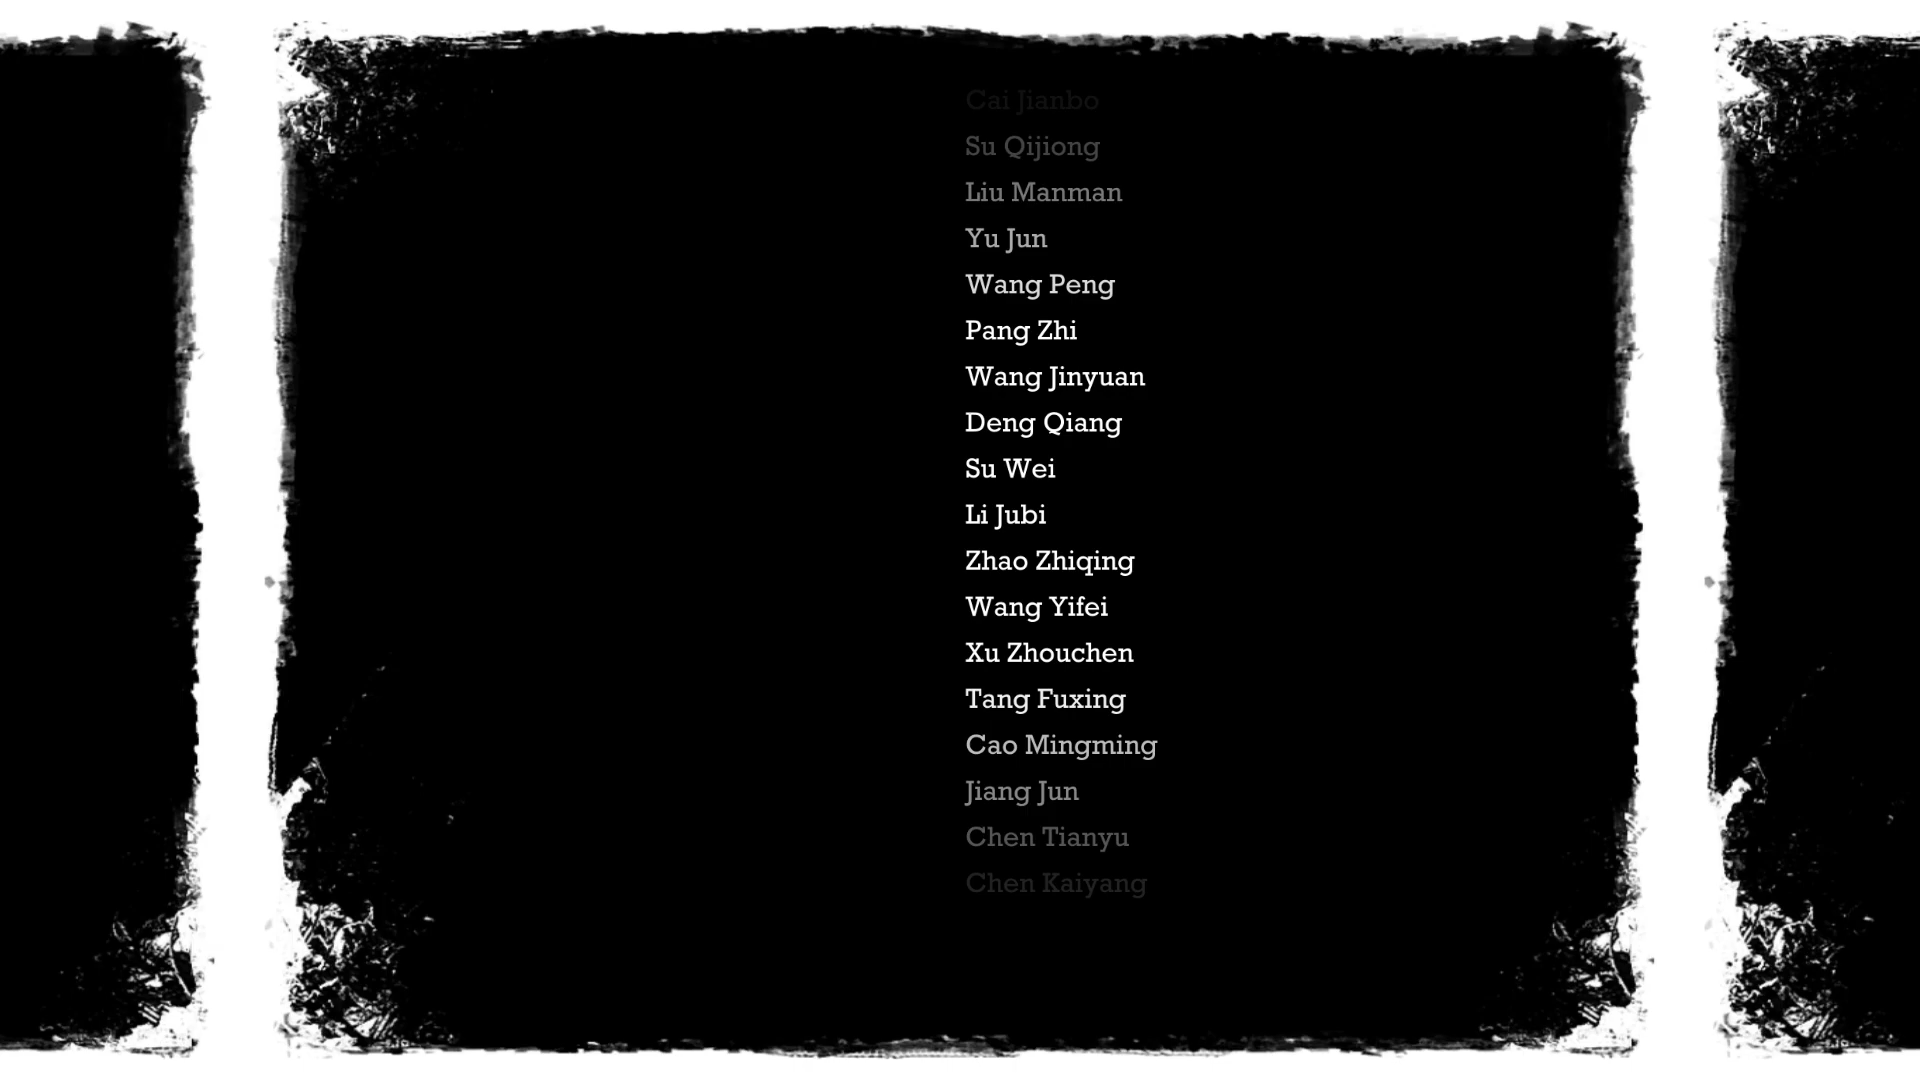 Cai Jianbo
Su Qijiong
Liu Manman
Yu Jun
Wang Peng
Pang Zhi
Wang Jinyuan
Deng Qiang
Su Wei
Li Jubi
Zhao Zhiqing
Wang Yifei
Xu Zhouchen
Tang Fuxing
Cao Mingming
Jiang Jun
Chen Tianyu
Chen Kaiyang